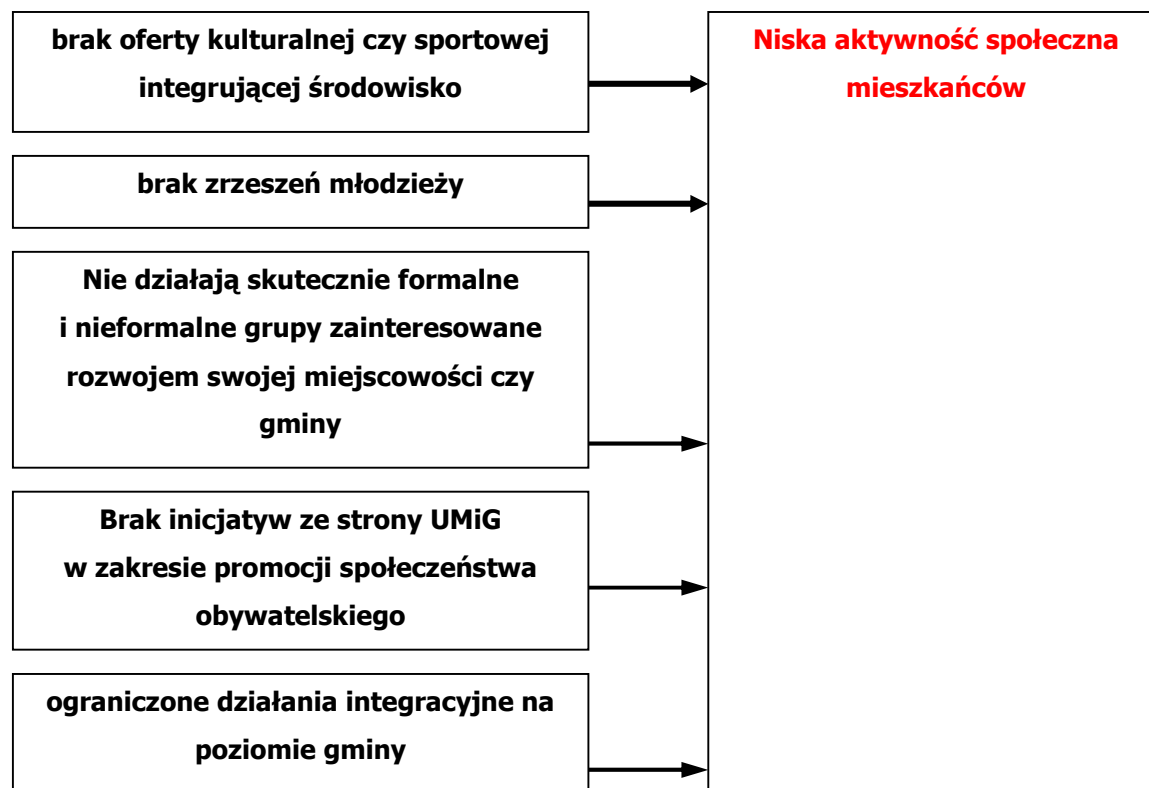 brak oferty kulturalnej czy sportowej
integrującej środowisko
Niska aktywność społeczna
mieszkańców
brak zrzeszeń młodzieży
Nie działają skutecznie formalne
i nieformalne grupy zainteresowane
rozwojem swojej miejscowości czy
gminy
Brak inicjatyw ze strony UMiG
w zakresie promocji społeczeństwa
obywatelskiego
ograniczone działania integracyjne na
poziomie gminy